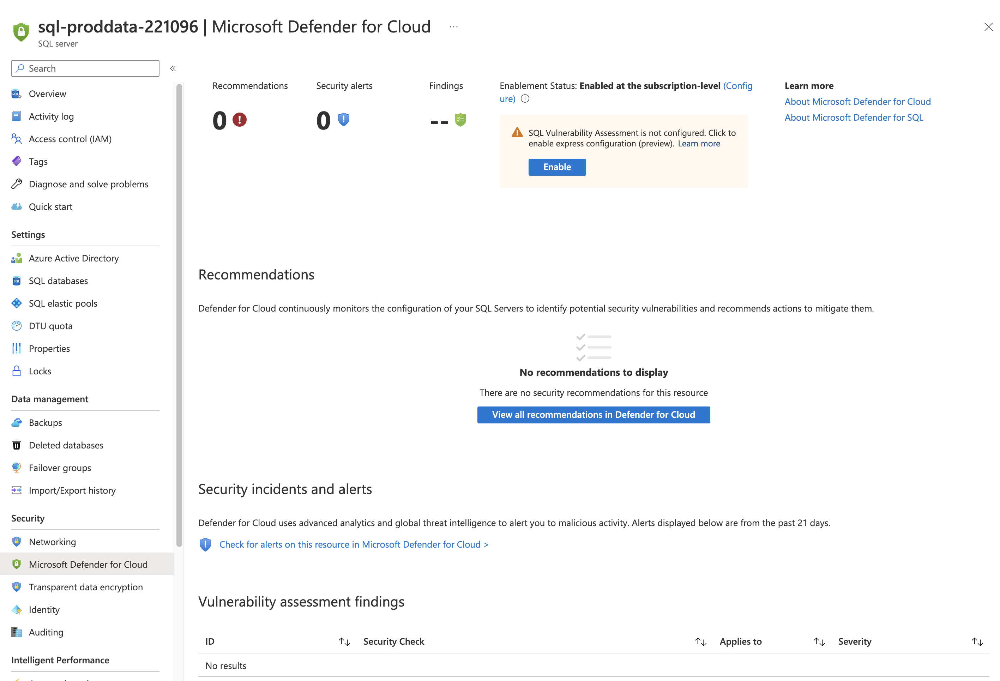 sql-proddata-221096 | Microsoft Defender for Cloud ...
SQL server
Search
«
Overview
Activity log
Access control (IAM)
Tags
Diagnose and solve problems
Quick start
Settings
Azure Active Directory
SQL databases
SQL elastic pools
DTU quota
Properties
Locks
Data management
Backups
Deleted databases
Failover groups
Import/Export history
Security
Networking
Microsoft Defender for Cloud
Transparent data encryption
Identity
Auditing
Intelligent Performance
Recommendations
0
Security alerts
0
Findings
--
Enablement Status: Enabled at the subscription-level (Config
ure)
SQL Vulnerability Assessment is not configured. Click to
enable express configuration (preview). Learn more
Enable
Learn more
About Microsoft Defender for Cloud
About Microsoft Defender for SQL
Recommendations
Defender for Cloud continuously monitors the configuration of your SQL Servers to identify potential security vulnerabilities and recommends actions to mitigate them.
No recommendations to display
There are no security recommendations for this resource
View all recommendations in Defender for Cloud
Security incidents and alerts
Defender for Cloud uses advanced analytics and global threat intelligence to alert you to malicious activity. Alerts displayed below are from the past 21 days.
Check for alerts on this resource in Microsoft Defender for Cloud >
Vulnerability assessment findings
ID Security Check Applies to Severity
No results